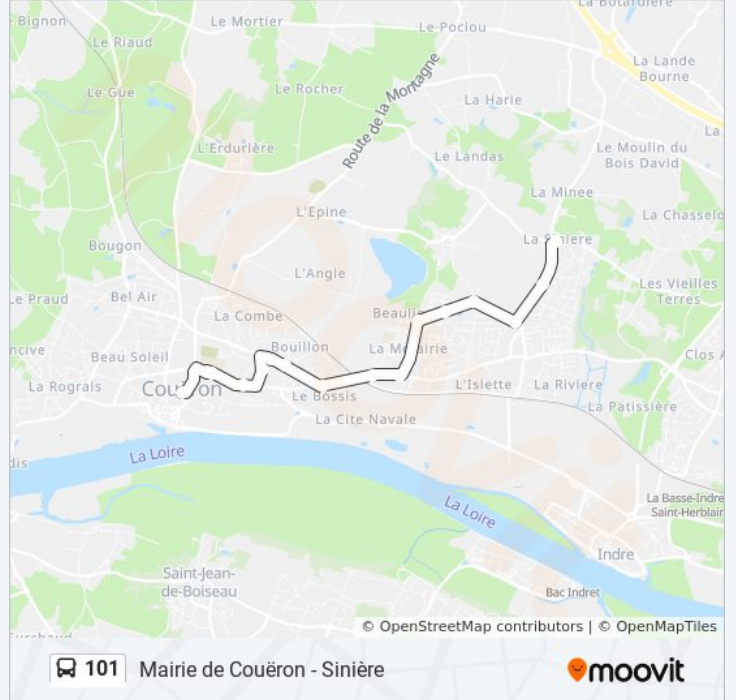 Bignon
Le Mortier
Le Pociou
La Botardière
Le Riaud
La Lande
Bourne
Le Gue
Le Rocher
Route de la Montagne
La Harie
L'Erdurière
Le Landas
Le Moulin du
Bois David
La
La Minee
L'Epine
La Chassel
La Sinière
Bougon
L'Angle
Les Vieilles
Terres
Le Praud
Bel Air
La Combe
Beaulieu
ncive
Beau Soleil
Bouillon
La Métairie
Clos A
La Rograis
Couëron
Le Bossis
L'Islette
La Riviere
La Patissière
La Cite Navale
dis
La Loire
La Loire
La Basse-Indre
Saint-Herblain
Indre
Saint-Jean-
de-Boiseau
Bac Indret
© OpenStreetMap contributors | © OpenMapTiles
101 Mairie de Couëron - Sinière
moovit